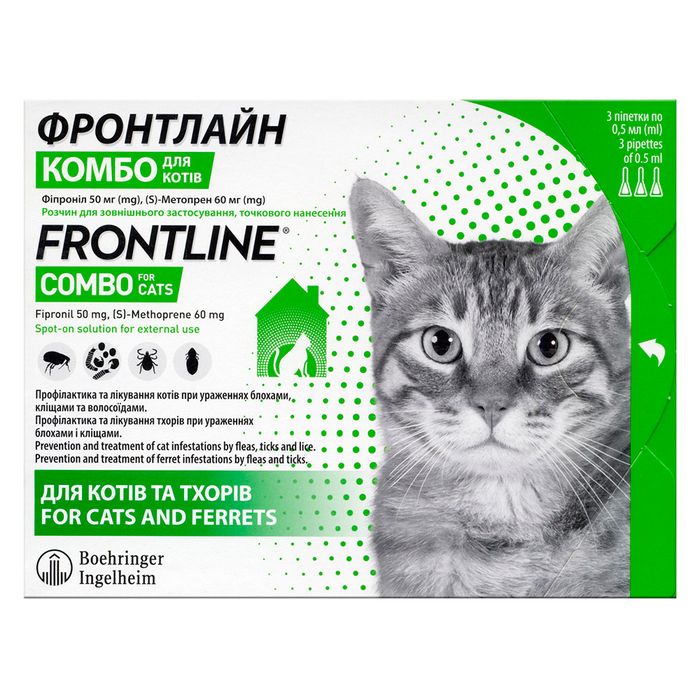 ФРОНТЛАЙН
КОМБО ДЛЯ КОТІВ
Фіпроніл 50 мг (mg), (S)-Метопрен 60 мг (mg)
Розчин для зовнішнього застосування, точкового нанесення
FRONTLINE®
COMBO FOR CATS
Fipronil 50 mg, (S)-Methoprene 60 mg
Spot-on solution for external use
Профілактика та лікування котів при ураженнях блохами,
кліщами та волосоїдами.
Профілактика та лікування тхорів при ураженнях
блохами і кліщами.
Prevention and treatment of cat infestations by fleas, ticks and lice.
Prevention and treatment of ferret infestations by fleas and ticks.
ДЛЯ КОТІВ ТА ТХОРІВ
FOR CATS AND FERRETS
Boehringer
Ingelheim
3 піпетки по
0,5 мл (ml)
3 pipettes
of 0.5 ml